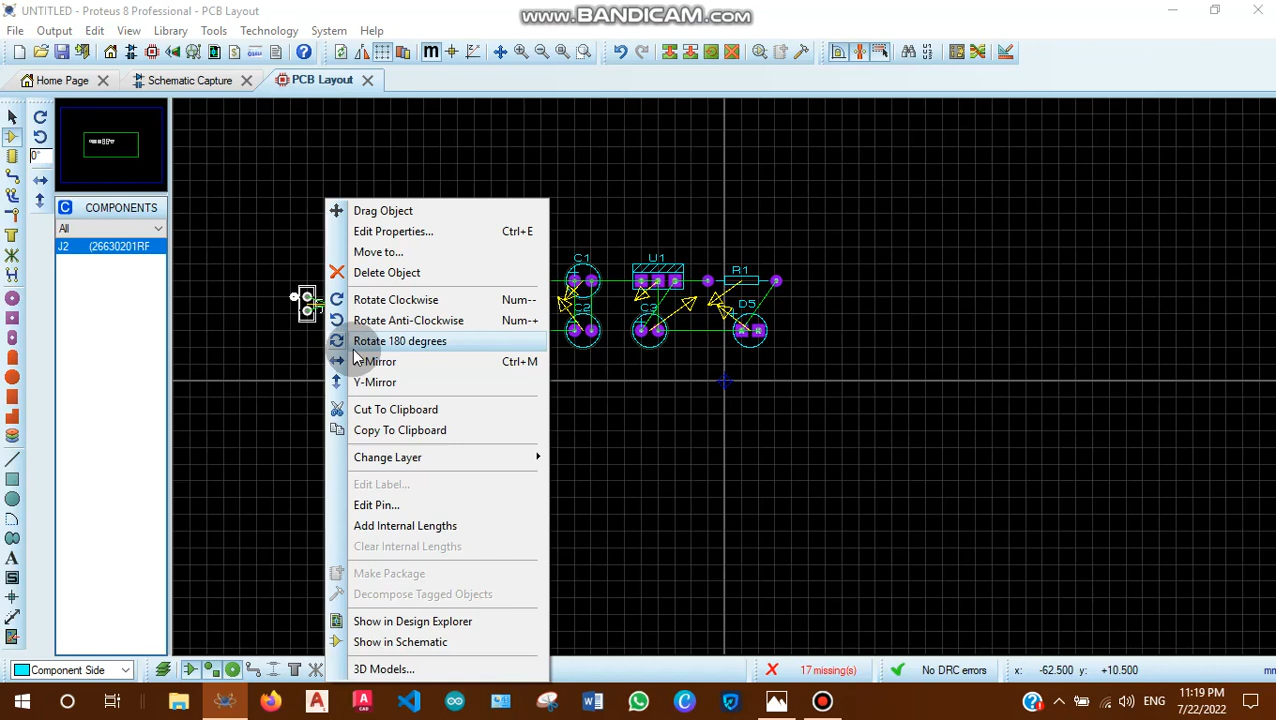 UNTITLED - Proteus 8 Professional - PCB Layout
www.BANDICAM.com
File Output Edit View Library Tools Technology System Help
Home Page Schematic Capture PCB Layout
0°
C COMPONENTS
All
J2 (26630201RF
Drag Object
Edit Properties... Ctrl+E
Move to...
Delete Object
Rotate Clockwise Num--
Rotate Anti-Clockwise Num-+
Rotate 180 degrees
-Mirror Ctrl+M
Y-Mirror
Cut To Clipboard
Copy To Clipboard
Change Layer
Edit Label...
Edit Pin...
Add Internal Lengths
Clear Internal Lengths
Make Package
Decompose Tagged Objects
Show in Design Explorer
Show in Schematic
3D Models...
C1 U1 R1
C2 C3 D5
Component Side
17 missing(s) No DRC errors x: -62.500 y: +10.500 mm
ENG
11:19 PM
7/22/2022